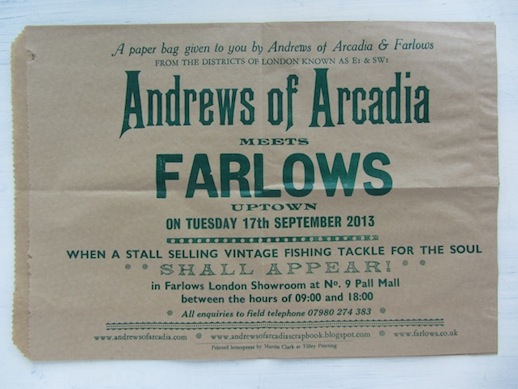 A paper bag given to you by Andrews of Arcadia & Farlows
FROM THE DISTRICTS OF LONDON KNOWN AS E1 & SW1
Andrews of Arcadia
MEETS
FARLOWS
UPTOWN
ON TUESDAY 17th SEPTEMBER 2013
WHEN A STALL SELLING VINTAGE FISHING TACKLE FOR THE SOUL
SHALL APPEAR!
in Farlows London Showroom at No. 9 Pall Mall
between the hours of 09:00 and 18:00
All enquiries to field telephone 07980 274 383
www.andrewsofarcadia.com www.andrewsofarcadiascrapbook.blogspot.com www.farlows.co.uk
Printed letterpress by Martin Clark at Tilley Printing